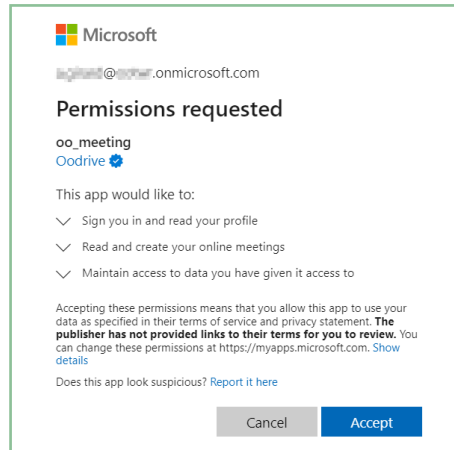 Microsoft
@ .onmicrosoft.com
Permissions requested
oo_meeting
Oodrive
This app would like to:
Sign you in and read your profile
Read and create your online meetings
Maintain access to data you have given it access to
Accepting these permissions means that you allow this app to use your
data as specified in their terms of service and privacy statement. The
publisher has not provided links to their terms for you to review. You
can change these permissions at https://myapps.microsoft.com. Show
details
Does this app look suspicious? Report it here
Cancel Accept